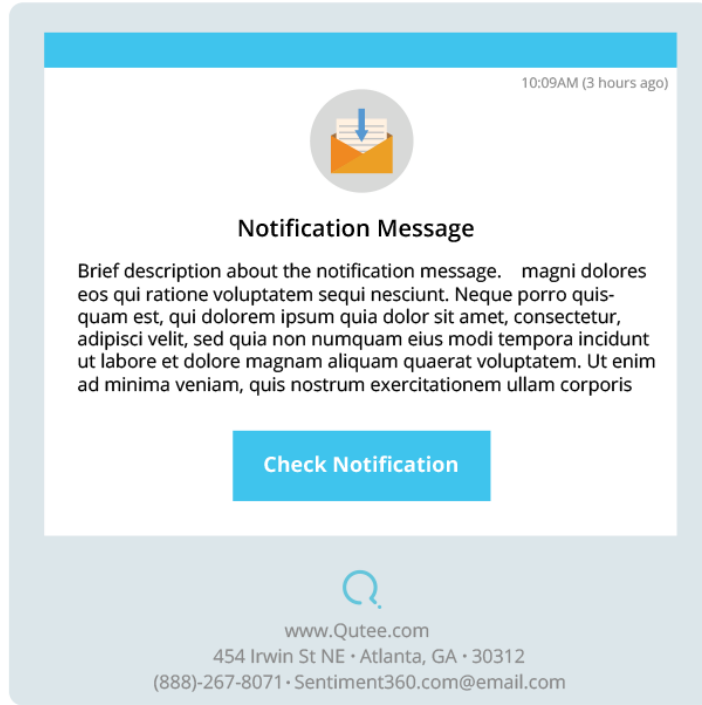 10:09AM (3 hours ago)
Notification Message
Brief description about the notification message. magni dolores
eos qui ratione voluptatem sequi nesciunt. Neque porro quis-
quam est, qui dolorem ipsum quia dolor sit amet, consectetur,
adipisci velit, sed quia non numquam eius modi tempora incidunt
ut labore et dolore magnam aliquam quaerat voluptatem. Ut enim
ad minima veniam, quis nostrum exercitationem ullam corporis
Check Notification
www.Qutee.com
454 Irwin St NE · Atlanta, GA · 30312
(888)-267-8071 · Sentiment360.com@email.com